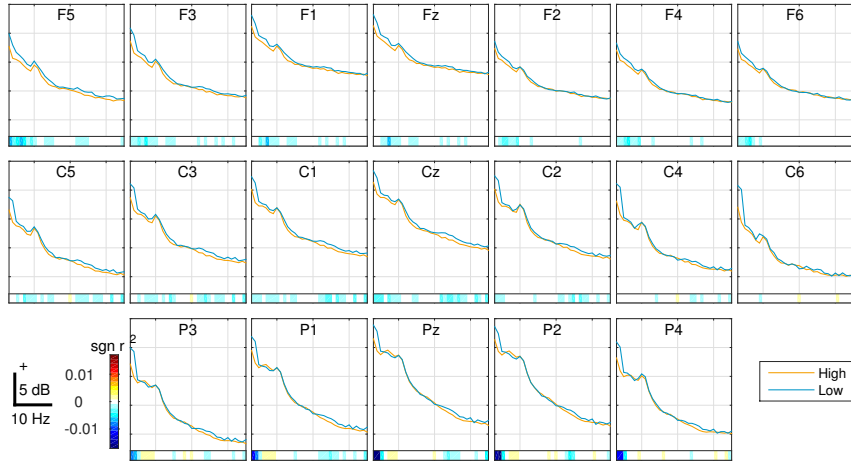 F5 F3 F1 Fz F2 F4 F6
C5 C3 C1 Cz C2 C4 C6
P3 P1 Pz P2 P4
sgn r 2
+
5 dB
10 Hz
0.01
0
-0.01
High
Low